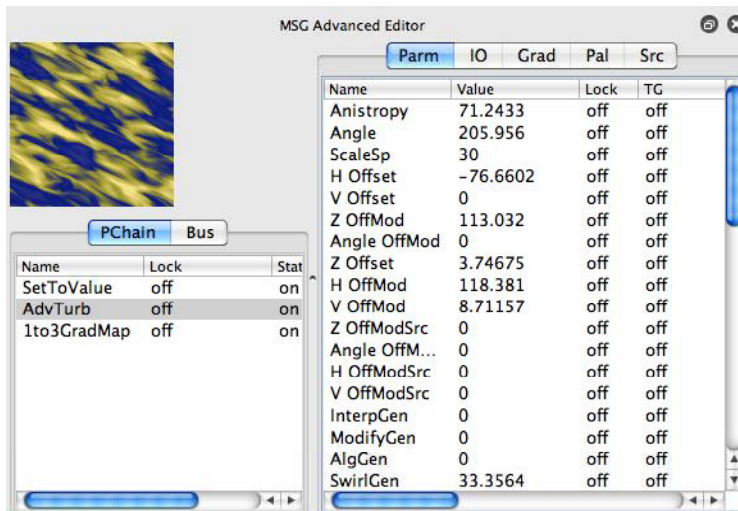 MSG Advanced Editor
Parm IO Grad Pal Src
Name Value Lock TG
Anistropy 71.2433 off off
Angle 205.956 off off
ScaleSp 30 off off
H Offset -76.6602 off off
V Offset 0 off off
Z OffMod 113.032 off off
Angle OffMod 0 off off
Z Offset 3.74675 off off
H OffMod 118.381 off off
V OffMod 8.71157 off off
Z OffModSrc 0 off off
Angle OffM... 0 off off
H OffModSrc 0 off off
V OffModSrc 0 off off
InterpGen 0 off off
ModifyGen 0 off off
AlgGen 0 off off
SwirlGen 33.3564 off off
PChain Bus
Name Lock Stat
SetToValue off on
AdvTurb off on
1to3GradMap off on